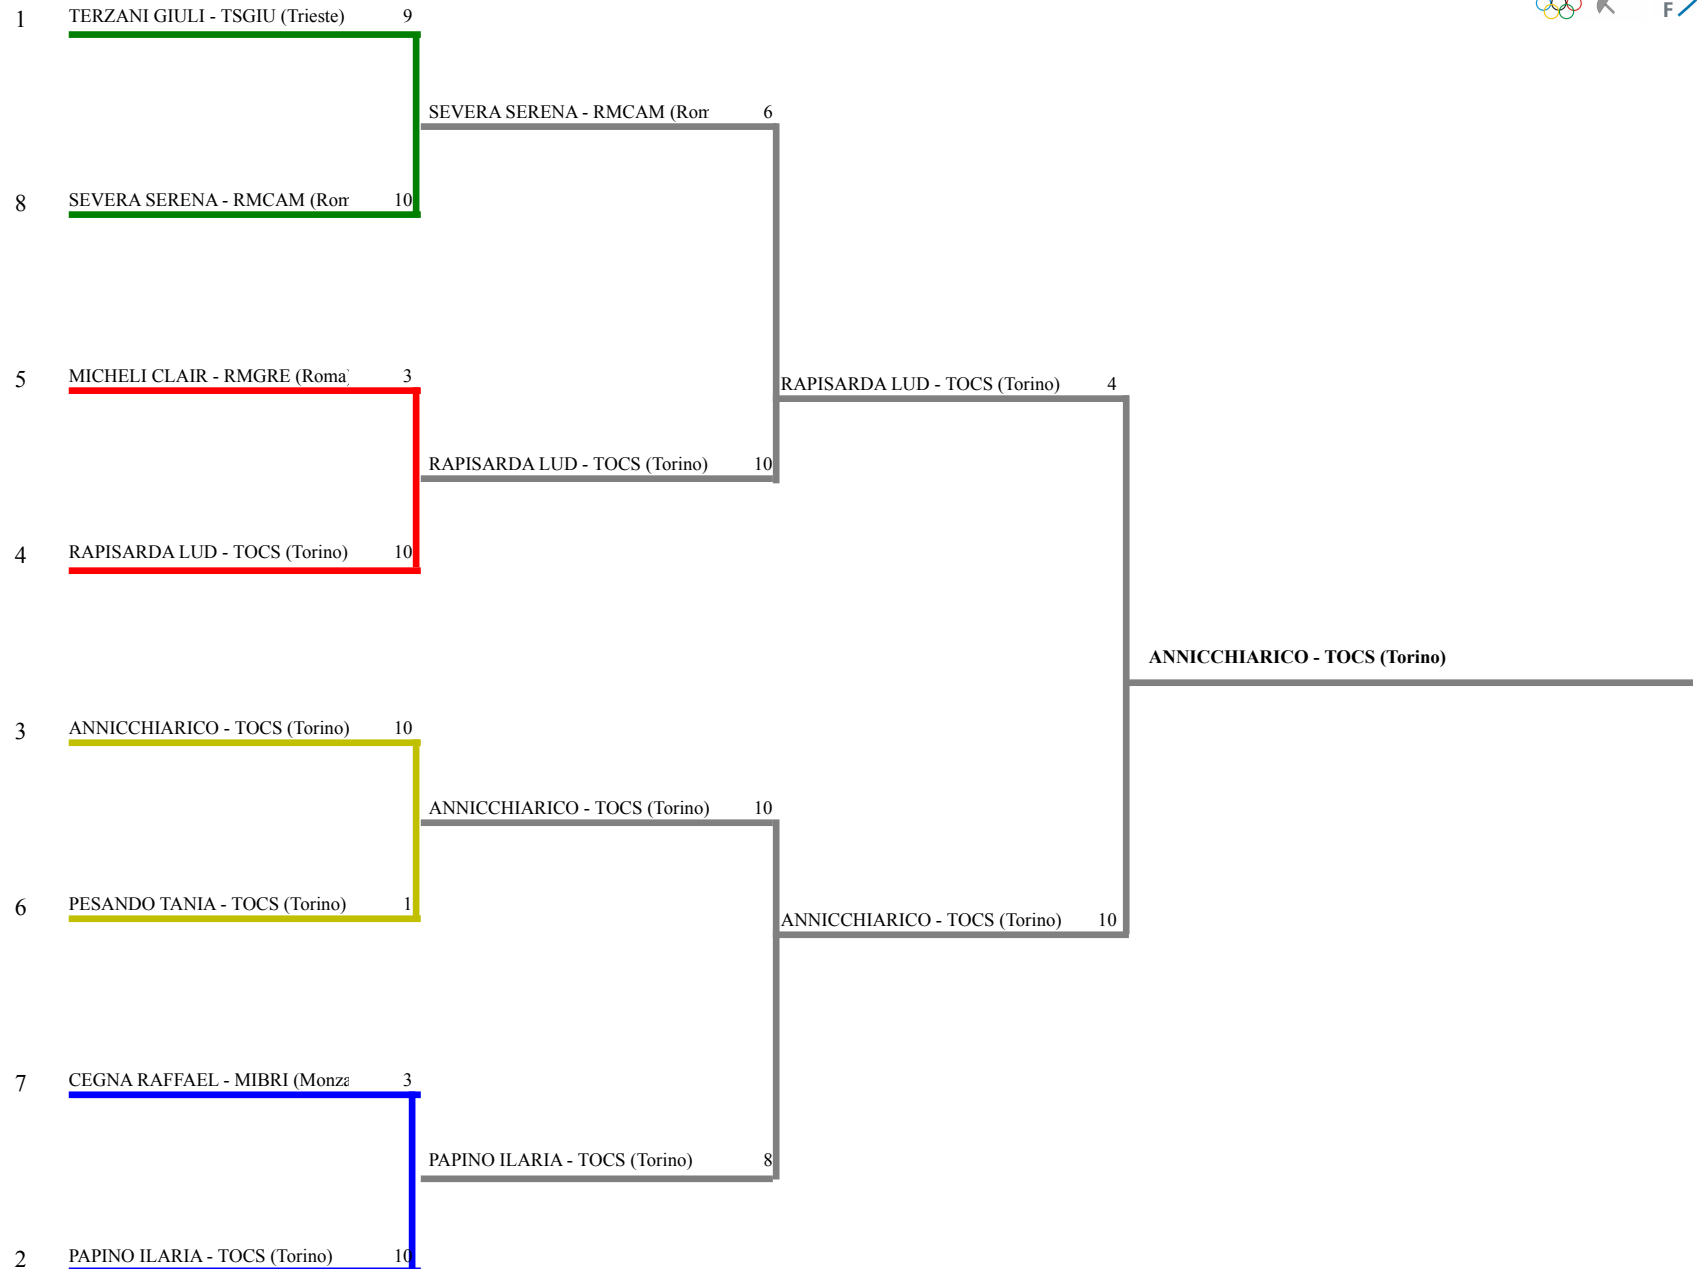 1 TERZANI GIULI - TSGIU (Trieste) 9
F
SEVERA SERENA - RMCAM (Rom 6
8 SEVERA SERENA - RMCAM (Rom 10
5 MICHELI CLAIR - RMGRE (Roma) 3
RAPISARDA LUD - TOCS (Torino) 4
RAPISARDA LUD - TOCS (Torino) 10
4 RAPISARDA LUD - TOCS (Torino) 10
ANNICCHIARICO - TOCS (Torino)
3 ANNICCHIARICO - TOCS (Torino) 10
ANNICCHIARICO - TOCS (Torino) 10
6 PESANDO TANIA - TOCS (Torino) 1
ANNICCHIARICO - TOCS (Torino) 10
7 CEGNA RAFFAEL - MIBRI (Monza 3
PAPINO ILARIA - TOCS (Torino) 8
2 PAPINO ILARIA - TOCS (Torino) 10